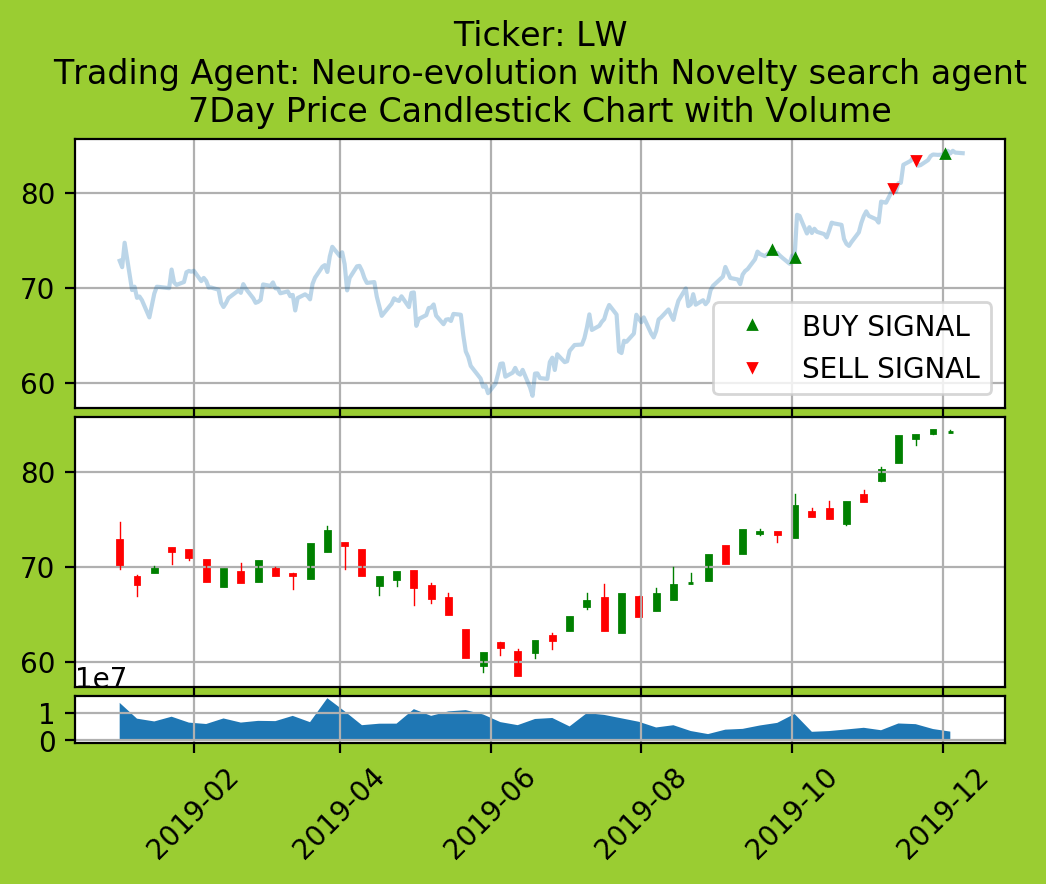 Ticker: LW
Trading Agent: Neuro-evolution with Novelty search agent
7Day Price Candlestick Chart with Volume
80
70
60
BUY SIGNAL
SELL SIGNAL
80
70
60
1e7
1
0
2019-02
2019-04
2019-06
2019-08
2019-10
2019-12